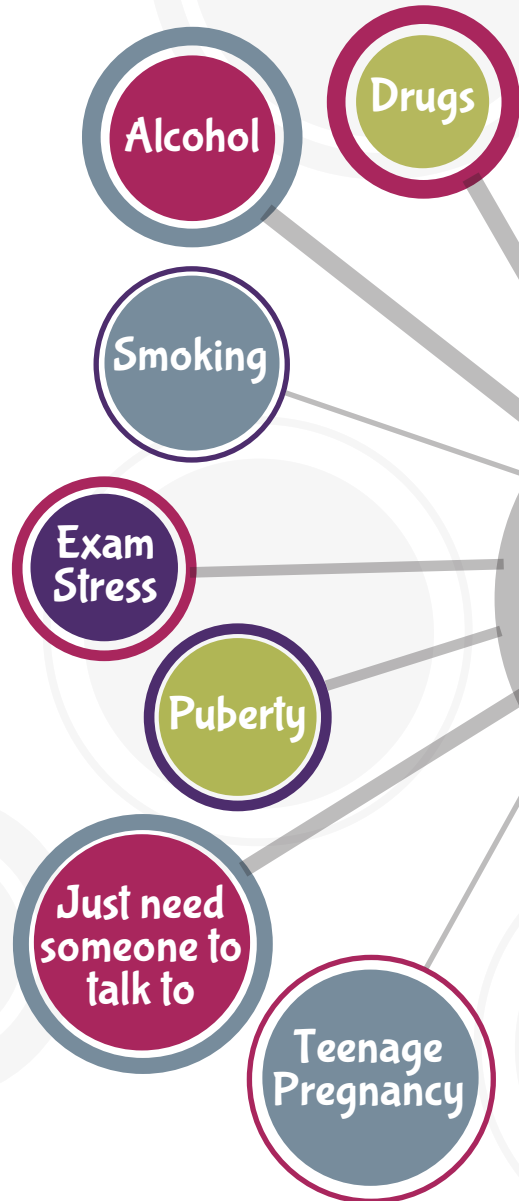 Drugs
Alcohol
Smoking
Exam
Stress
Puberty
Just need
someone to
talk to
Teenage
Pregnancy